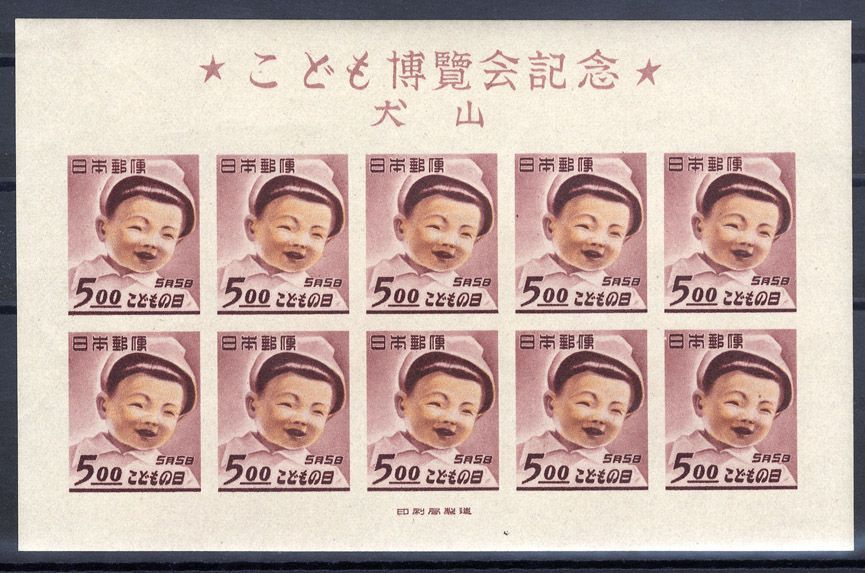 ★こども博覽会記念★
犬山
日本郵便 日本郵便 日本郵便 日本郵便 日本郵便
5月5日 5月5日 5月5日 5月5日 5月5日
5.00 こどもの日 5.00 こどもの日 5.00 こどもの日 5.00 こどもの日 5.00 こどもの日
日本郵便 日本郵便 日本郵便 日本郵便 日本郵便
5月5日 5月5日 5月5日 5月5日 5月5日
5.00 こどもの日 5.00 こどもの日 5.00 こどもの日 5.00 こどもの日 5.00 こどもの日
印刷局製造